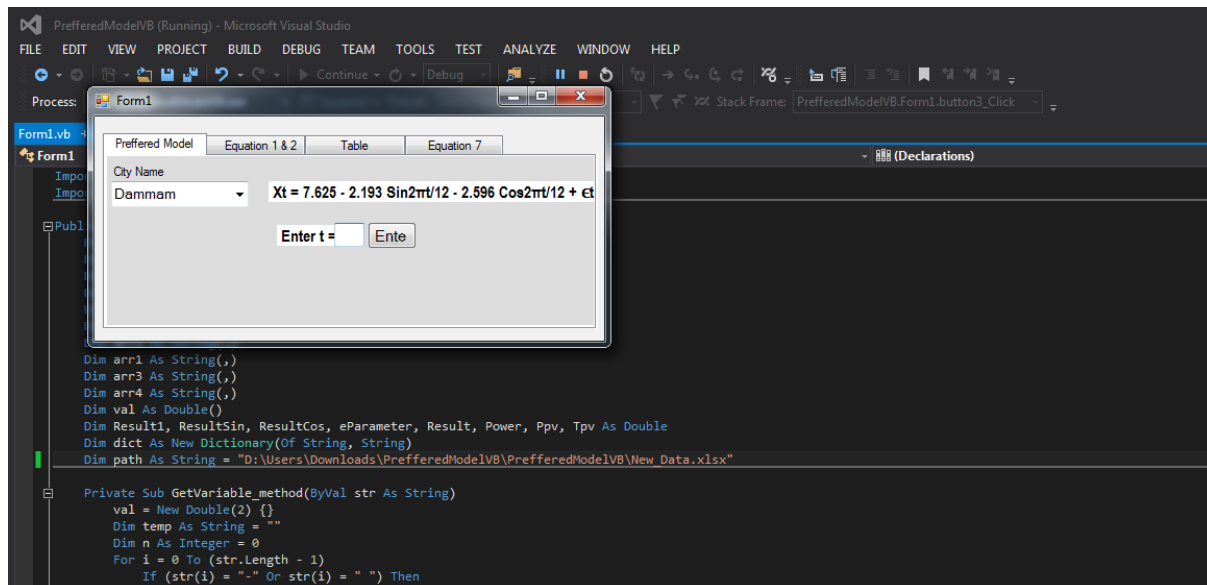 PrefferedModelVB (Running) - Microsoft Visual Studio
FILE EDIT VIEW PROJECT BUILD DEBUG TEAM TOOLS TEST ANALYZE WINDOW HELP
Continue Debug
Process: Stack Frame: PrefferedModelVB.Form1.button3_Click
Form1
Form1.vb
Preffered Model Equation 1 & 2 Table Equation 7
Form1 (Declarations)
City Name
Impo
Dammam Xt = 7.625 - 2.193 Sin2πt/12 - 2.596 Cos2πt/12 + ϵt
Impo
Publ
Enter t = Ente
Dim arr1 As String(,)
Dim arr3 As String(,)
Dim arr4 As String(,)
Dim val As Double()
Dim Result1, ResultSin, ResultCos, eParameter, Result, Power, Ppv, Tpv As Double
Dim dict As New Dictionary(Of String, String)
Dim path As String = "D:\Users\Downloads\PrefferedModelVB\PrefferedModelVB\New_Data.xlsx"
Private Sub GetVariable_method(ByVal str As String)
val = New Double(2) {}
Dim temp As String = ""
Dim n As Integer = 0
For i = 0 To (str.Length - 1)
If (str(i) = "-" Or str(i) = " ") Then